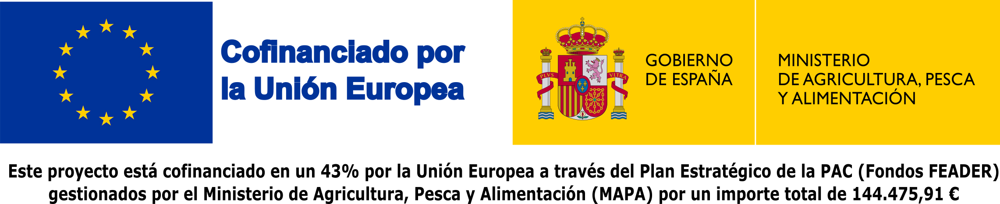 Cofinanciado por
la Unión Europea
PLVS VLTRA
GOBIERNO
DE ESPAÑA
MINISTERIO
DE AGRICULTURA, PESCA
Y ALIMENTACIÓN
Este proyecto está cofinanciado en un 43% por la Unión Europea a través del Plan Estratégico de la PAC (Fondos FEADER)
gestionados por el Ministerio de Agricultura, Pesca y Alimentación (MAPA) por un importe total de 144.475,91 €